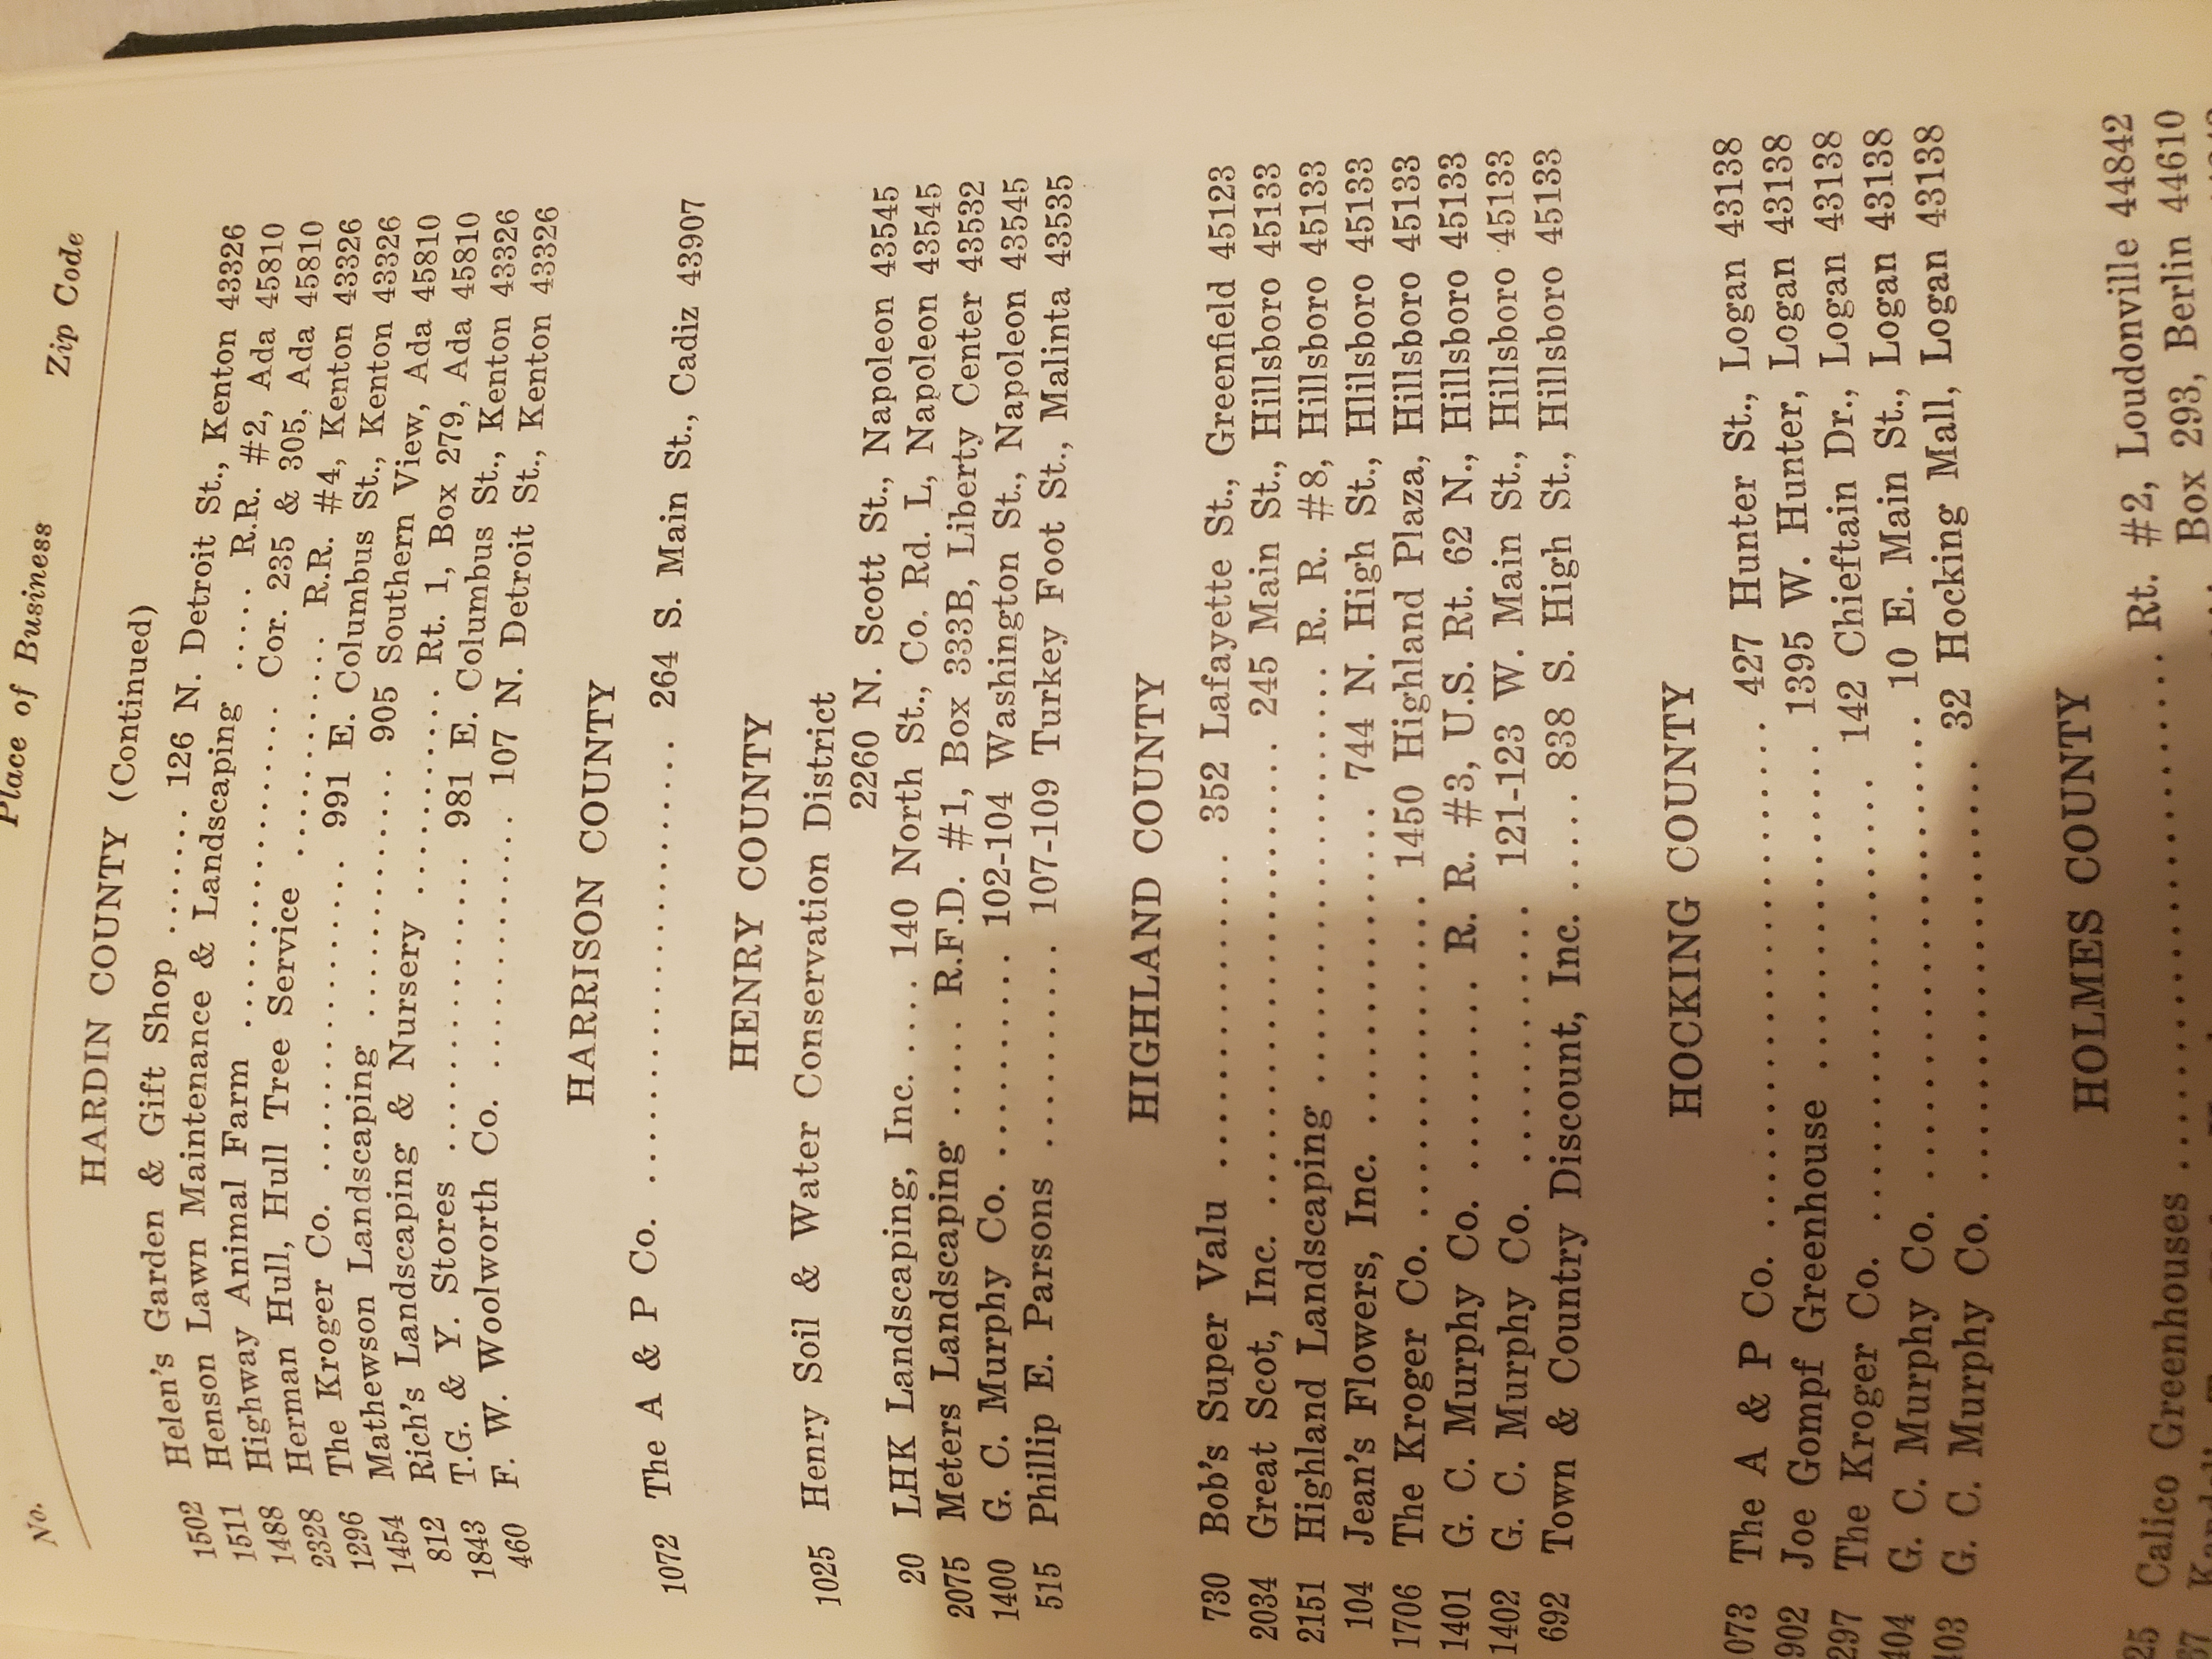 No. Place of Business Zip Code
HARDIN COUNTY (Continued)
1502 Helen's Garden & Gift Shop ...... 126 N. Detroit St., Kenton 43326
1511 Henson Lawn Maintenance & Landscaping ..... R.R. #2, Ada 45810
1488 Highway Animal Farm .................... Cor. 235 & 305, Ada 45810
2328 Herman Hull, Hull Tree Service ............ R.R. #4, Kenton 43326
1296 The Kroger Co. .................... 991 E. Columbus St., Kenton 43326
1454 Mathewson Landscaping ............... 905 Southern View, Ada 45810
812 Rich's Landscaping & Nursery ........... Rt. 1, Box 279, Ada 45810
1843 T.G. & Y. Stores ................... 981 E. Columbus St., Kenton 43326
460 F. W. Woolworth Co. ................. 107 N. Detroit St., Kenton 43326
HARRISON COUNTY
1072 The A & P Co. .......................... 264 S. Main St., Cadiz 43907
HENRY COUNTY
1025 Henry Soil & Water Conservation District
2260 N. Scott St., Napoleon 43545
20 LHK Landscaping, Inc. ..... 140 North St., Co. Rd. L, Napoleon 43545
2075 Meters Landscaping ..... R.F.D. #1, Box 333B, Liberty Center 43532
1400 G. C. Murphy Co. ............ 102-104 Washington St., Napoleon 43545
515 Phillip E. Parsons ............ 107-109 Turkey Foot St., Malinta 43535
HIGHLAND COUNTY
730 Bob's Super Valu .................. 352 Lafayette St., Greenfield 45123
2034 Great Scot, Inc. ......................... 245 Main St., Hillsboro 45133
2151 Highland Landscaping ....................... R. R. #8, Hillsboro 45133
104 Jean's Flowers, Inc. .................. 744 N. High St., Hlilsboro 45133
1706 The Kroger Co. .................. 1450 Highland Plaza, Hillsboro 45133
1401 G. C. Murphy Co. ........... R. R. #3, U.S. Rt. 62 N., Hillsboro 45133
1402 G. C. Murphy Co. ............... 121-123 W. Main St., Hillsboro 45133
692 Town & Country Discount, Inc. ..... 838 S. High St., Hillsboro 45133
HOCKING COUNTY
073 The A & P Co. ............................ 427 Hunter St., Logan 43138
902 Joe Gompf Greenhouse .................. 1395 W. Hunter, Logan 43138
297 The Kroger Co. ........................ 142 Chieftain Dr., Logan 43138
404 G. C. Murphy Co. ......................... 10 E. Main St., Logan 43138
403 G. C. Murphy Co. ....................... 32 Hocking Mall, Logan 43138
HOLMES COUNTY
25 Calico Greenhouses ........................... Rt. #2, Loudonville 44842
Box 293, Berlin 44610